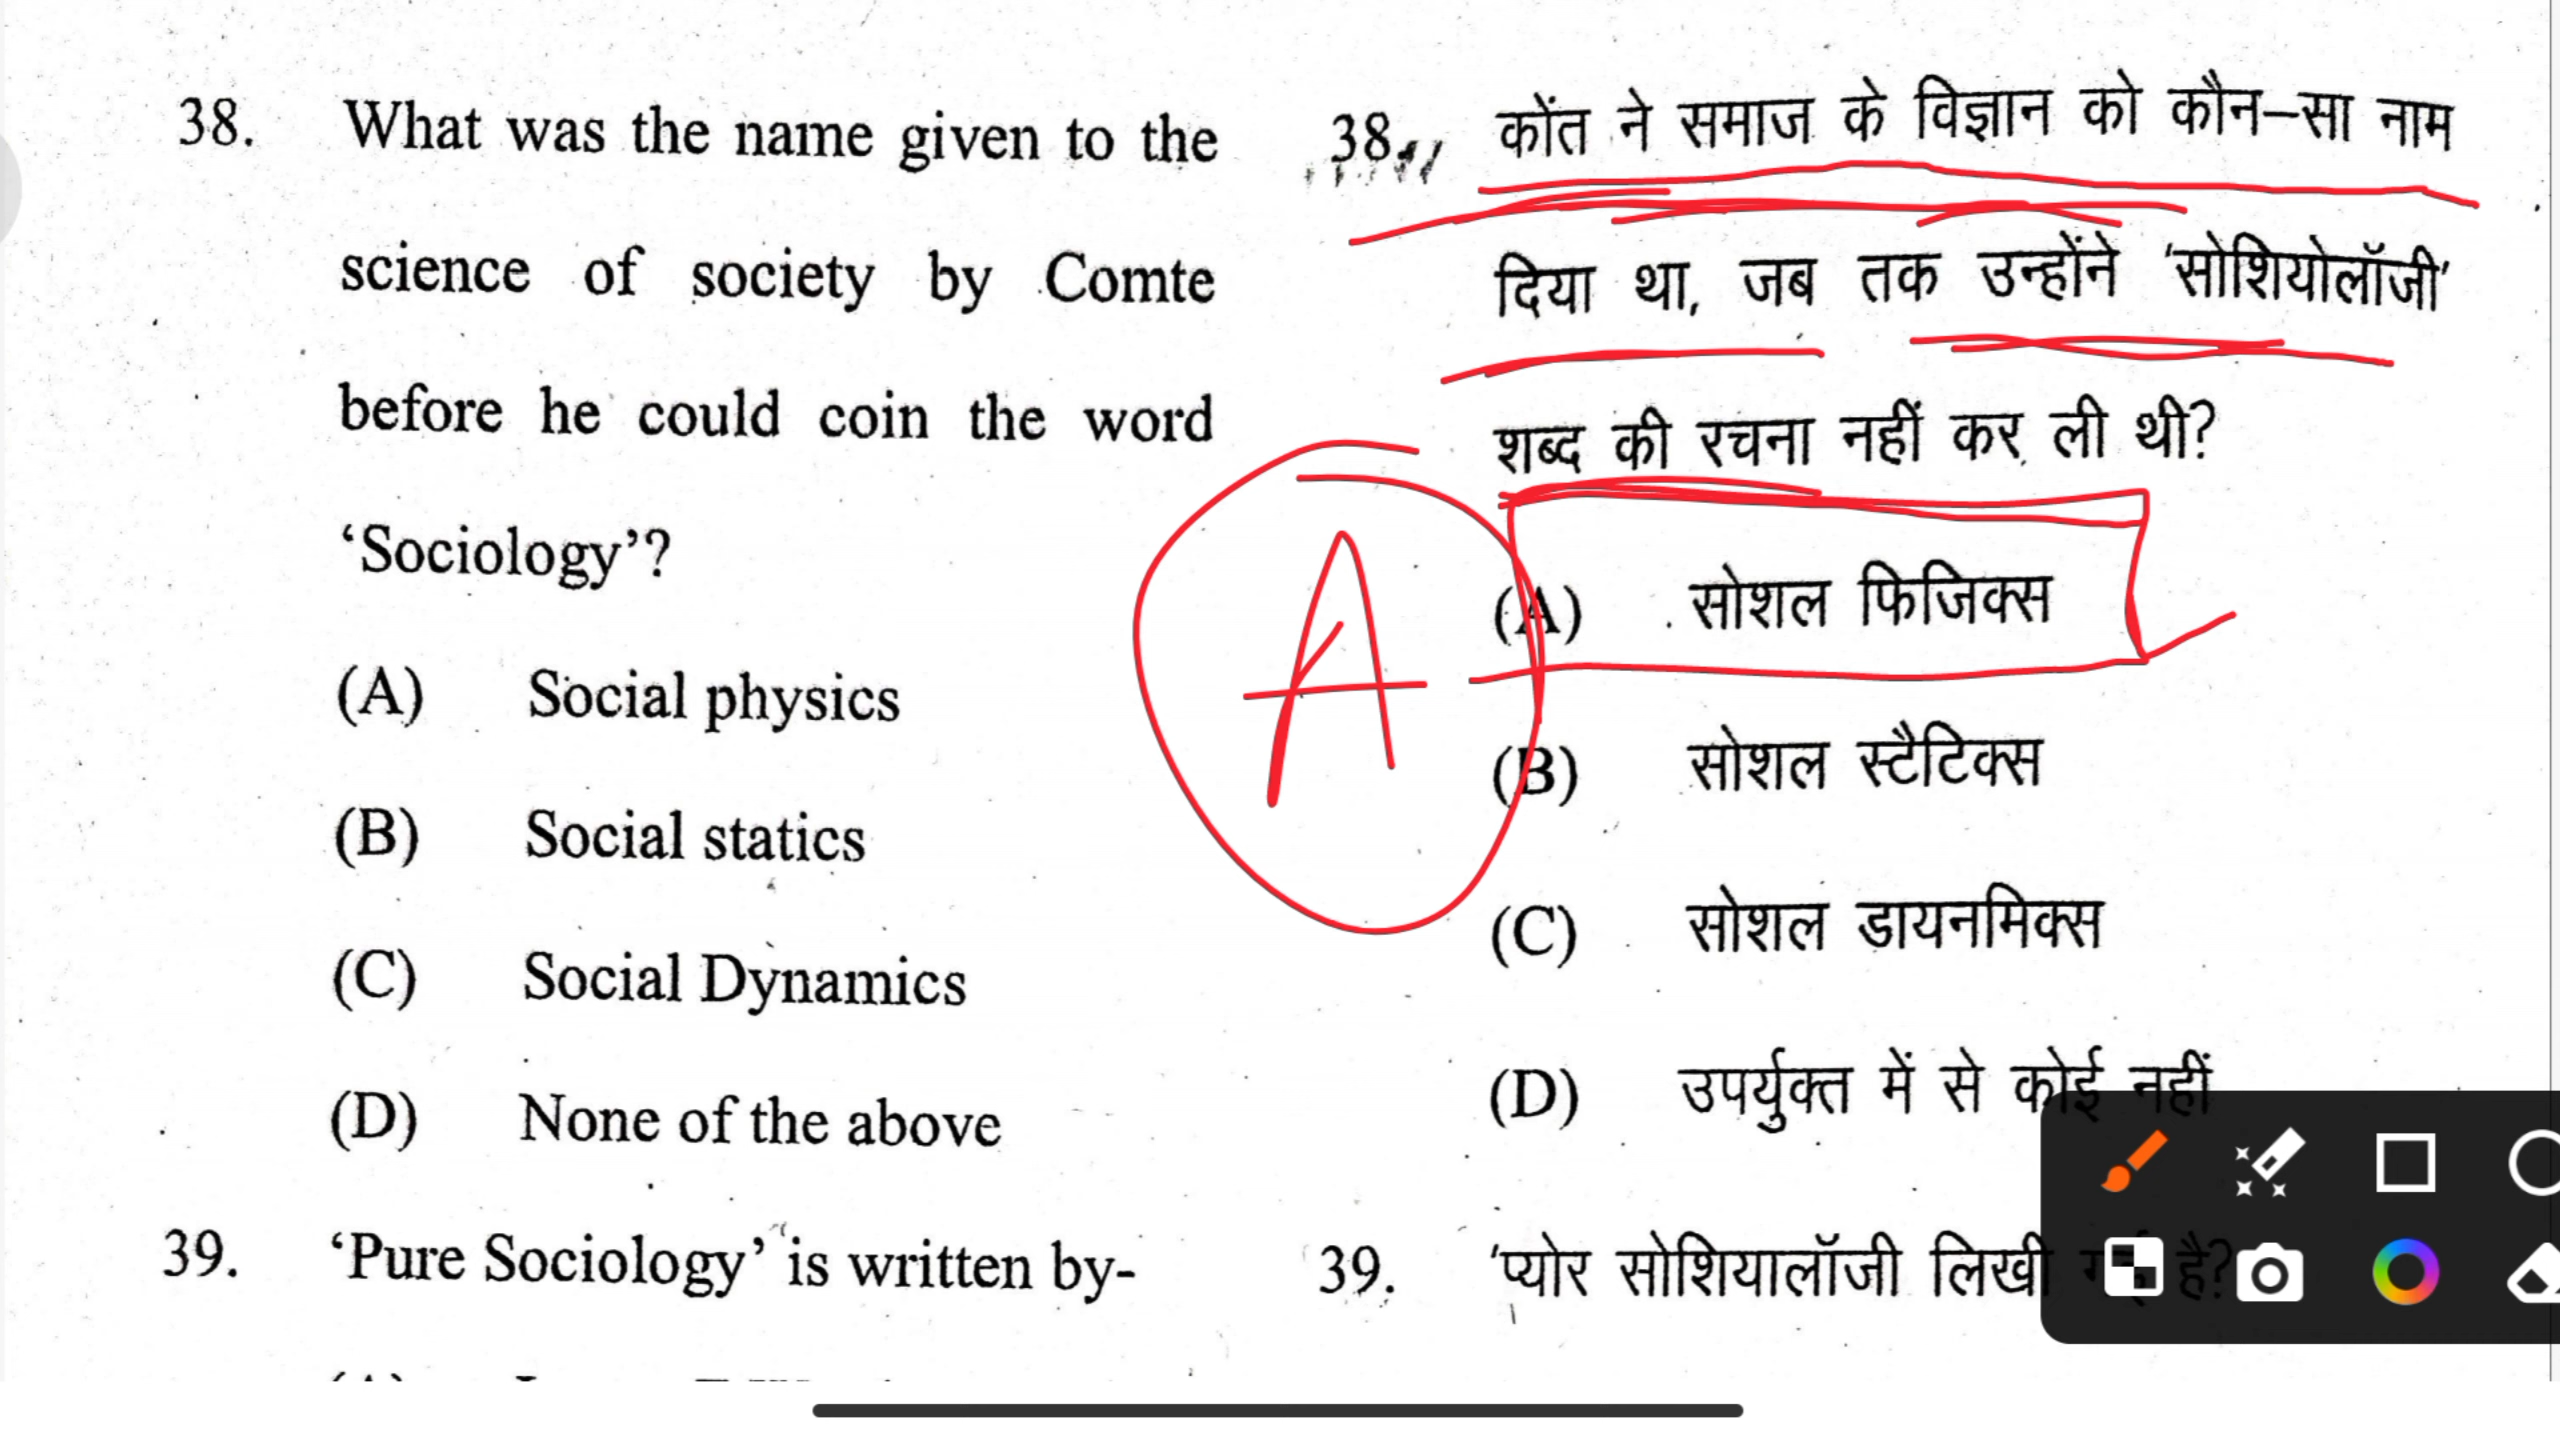 38. What was the name given to the
science of society by Comte
before he could coin the word
‘Sociology’?
(A) Social physics
(B) Social statics
(C) Social Dynamics
(D) None of the above
39. ‘Pure Sociology’ is written by-
38. कोंत ने समाज के विज्ञान को कौन–सा नाम
दिया था, जब तक उन्होंने ‘सोशियोलॉजी’
शब्द की रचना नहीं कर ली थी?
A
(A) सोशल फिजिक्स
(B) सोशल स्टैटिक्स
(C) सोशल डायनमिक्स
(D) उपर्युक्त में से कोई नहीं
39. ‘प्योर सोशियालॉजी लिखी है?